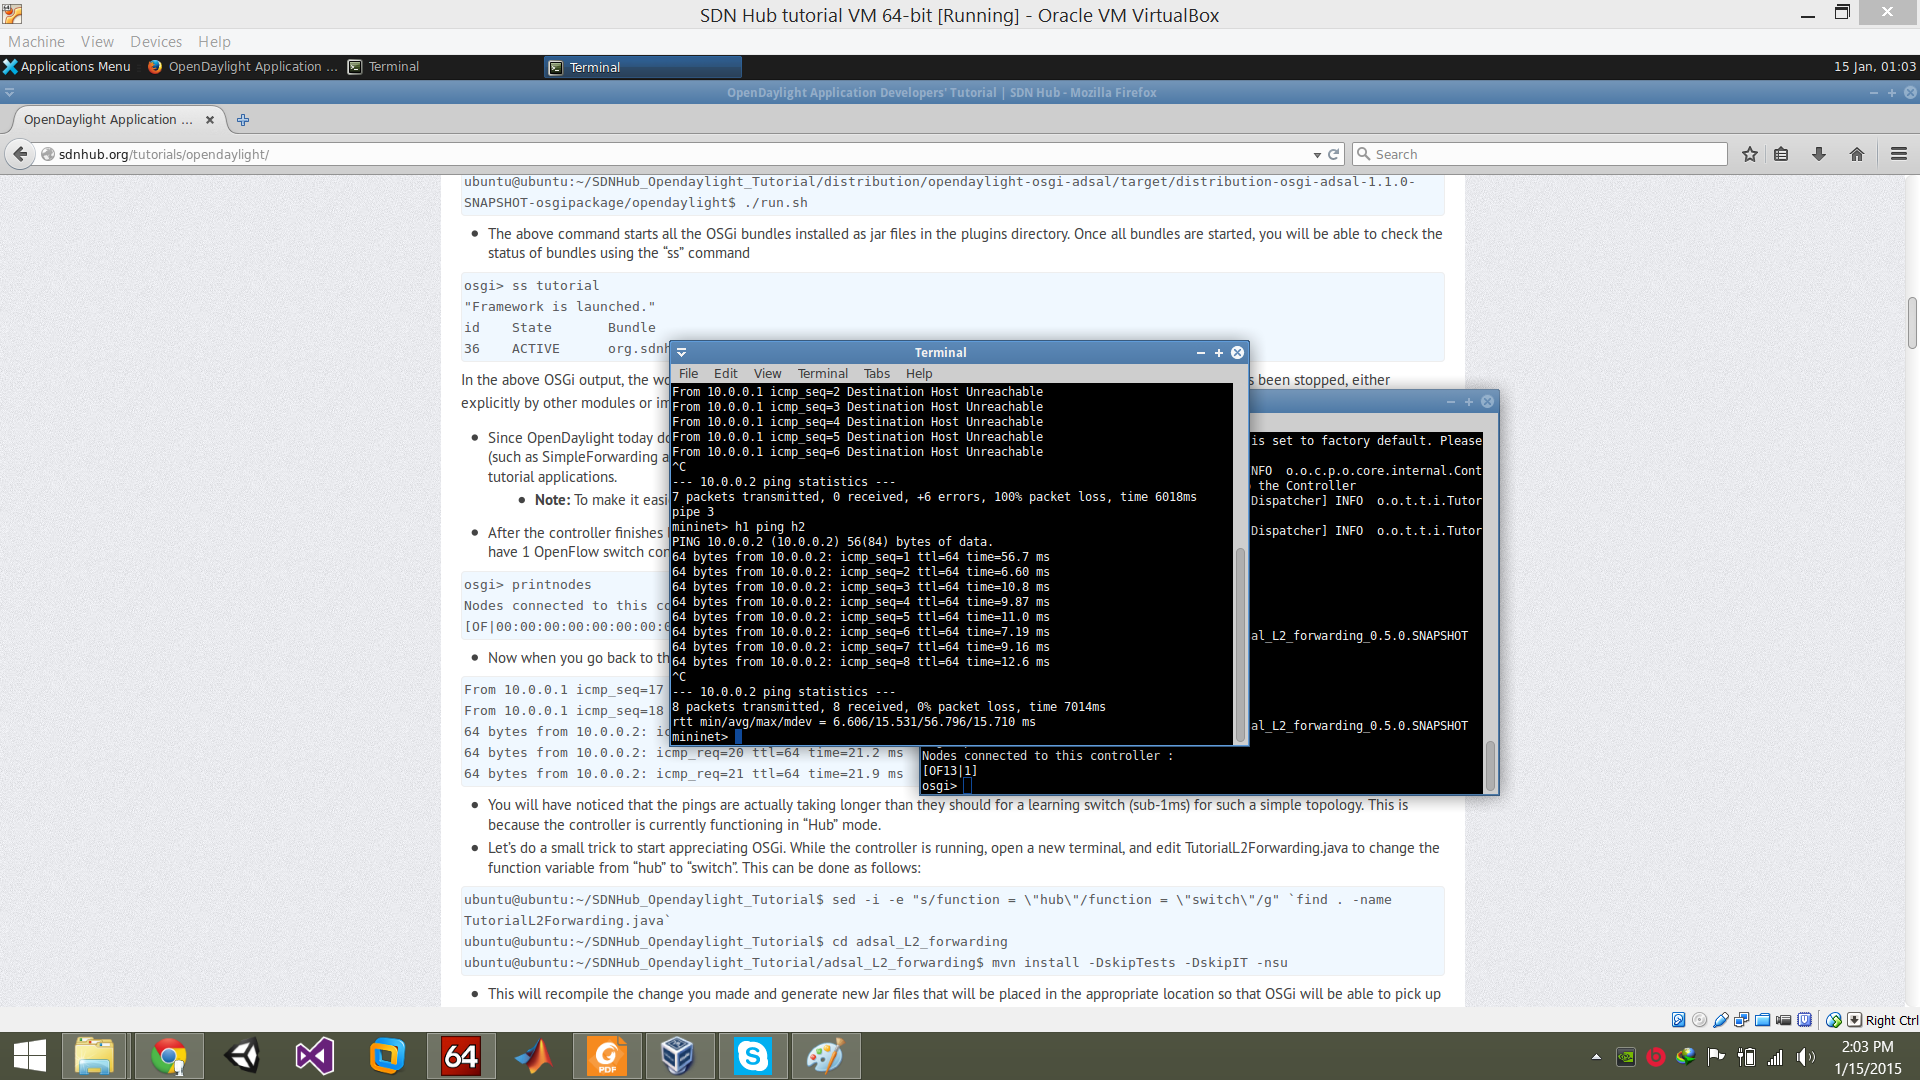 SDN Hub tutorial VM 64-bit [Running] - Oracle VM VirtualBox
Machine View Devices Help
Applications Menu OpenDaylight Application ... Terminal Terminal 15 Jan, 01:03
OpenDaylight Application Developers' Tutorial | SDN Hub - Mozilla Firefox
OpenDaylight Application ...
sdnhub.org/tutorials/opendaylight/ Search
ubuntu@ubuntu:~/SDNHub_Opendaylight_Tutorial/distribution/opendaylight-osgi-adsal/target/distribution-osgi-adsal-1.1.0-
SNAPSHOT-osgipackage/opendaylight$ ./run.sh
The above command starts all the OSGi bundles installed as jar files in the plugins directory. Once all bundles are started, you will be able to check the
status of bundles using the “ss” command
osgi> ss tutorial
"Framework is launched."
id State Bundle
36 ACTIVE org.sdnh
In the above OSGi output, the wo
s been stopped, either
explicitly by other modules or im
Since OpenDaylight today do
(such as SimpleForwarding a
tutorial applications.
Note: To make it easi
After the controller finishes
have 1 OpenFlow switch con
osgi> printnodes
Nodes connected to this co
[OF|00:00:00:00:00:00:0
Now when you go back to th
From 10.0.0.1 icmp_seq=17
From 10.0.0.1 icmp_seq=18
64 bytes from 10.0.0.2: ic
64 bytes from 10.0.0.2: icmp_req=20 ttl=64 time=21.2 ms
64 bytes from 10.0.0.2: icmp_req=21 ttl=64 time=21.9 ms
You will have noticed that the pings are actually taking longer than they should for a learning switch (sub-1ms) for such a simple topology. This is
because the controller is currently functioning in “Hub” mode.
Let’s do a small trick to start appreciating OSGi. While the controller is running, open a new terminal, and edit TutorialL2Forwarding.java to change the
function variable from “hub” to “switch”. This can be done as follows:
ubuntu@ubuntu:~/SDNHub_Opendaylight_Tutorial$ sed -i -e "s/function = \"hub\"/function = \"switch\"/g" `find . -name
TutorialL2Forwarding.java`
ubuntu@ubuntu:~/SDNHub_Opendaylight_Tutorial$ cd adsal_L2_forwarding
ubuntu@ubuntu:~/SDNHub_Opendaylight_Tutorial/adsal_L2_forwarding$ mvn install -DskipTests -DskipIT -nsu
This will recompile the change you made and generate new Jar files that will be placed in the appropriate location so that OSGi will be able to pick up
Terminal
File Edit View Terminal Tabs Help
From 10.0.0.1 icmp_seq=2 Destination Host Unreachable
From 10.0.0.1 icmp_seq=3 Destination Host Unreachable
From 10.0.0.1 icmp_seq=4 Destination Host Unreachable
From 10.0.0.1 icmp_seq=5 Destination Host Unreachable
From 10.0.0.1 icmp_seq=6 Destination Host Unreachable
^C
--- 10.0.0.2 ping statistics ---
7 packets transmitted, 0 received, +6 errors, 100% packet loss, time 6018ms
pipe 3
mininet> h1 ping h2
PING 10.0.0.2 (10.0.0.2) 56(84) bytes of data.
64 bytes from 10.0.0.2: icmp_seq=1 ttl=64 time=56.7 ms
64 bytes from 10.0.0.2: icmp_seq=2 ttl=64 time=6.60 ms
64 bytes from 10.0.0.2: icmp_seq=3 ttl=64 time=10.8 ms
64 bytes from 10.0.0.2: icmp_seq=4 ttl=64 time=9.87 ms
64 bytes from 10.0.0.2: icmp_seq=5 ttl=64 time=11.0 ms
64 bytes from 10.0.0.2: icmp_seq=6 ttl=64 time=7.19 ms
64 bytes from 10.0.0.2: icmp_seq=7 ttl=64 time=9.16 ms
64 bytes from 10.0.0.2: icmp_seq=8 ttl=64 time=12.6 ms
^C
--- 10.0.0.2 ping statistics ---
8 packets transmitted, 8 received, 0% packet loss, time 7014ms
rtt min/avg/max/mdev = 6.606/15.531/56.796/15.710 ms
mininet>
is set to factory default. Please
NFO o.o.c.p.o.core.internal.Cont
the Controller
Dispatcher] INFO o.o.t.t.i.Tutor
Dispatcher] INFO o.o.t.t.i.Tutor
al_L2_forwarding_0.5.0.SNAPSHOT
al_L2_forwarding_0.5.0.SNAPSHOT
Nodes connected to this controller :
[OF13|1]
osgi>
Right Ctrl
64
PDF
2:03 PM
1/15/2015